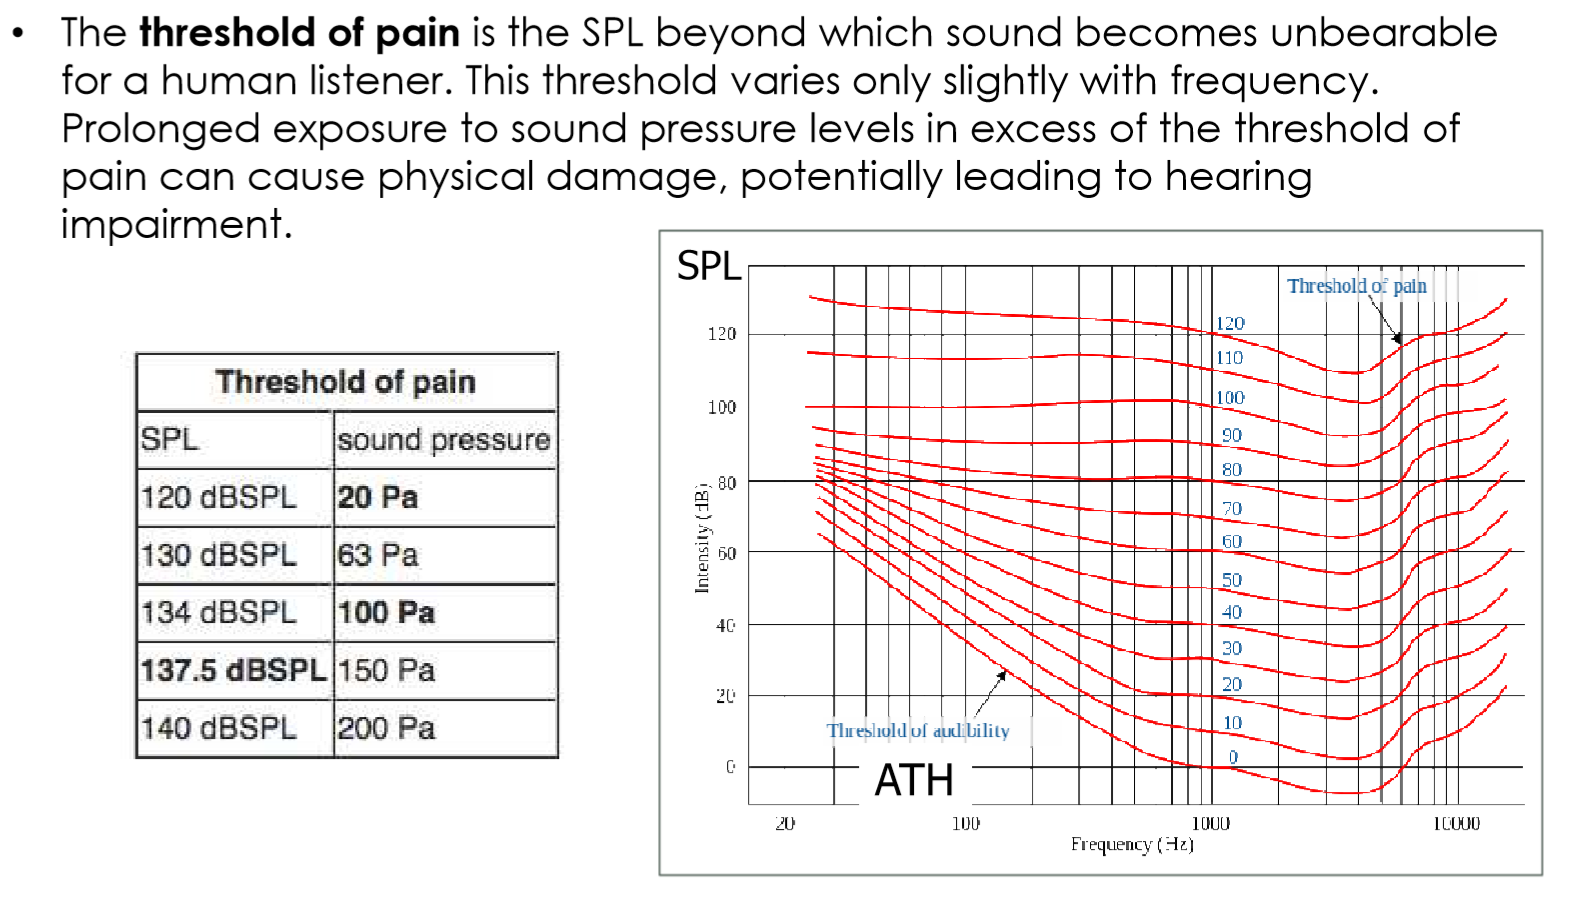 • The threshold of pain is the SPL beyond which sound becomes unbearable
for a human listener. This threshold varies only slightly with frequency.
Prolonged exposure to sound pressure levels in excess of the threshold of
pain can cause physical damage, potentially leading to hearing
impairment.
Threshold of pain
SPL sound pressure
120 dBSPL 20 Pa
130 dBSPL 63 Pa
134 dBSPL 100 Pa
137.5 dBSPL 150 Pa
140 dBSPL 200 Pa
SPL
Threshold of pain
120
110
100
90
80
70
60
50
40
30
20
10
0
120
100
80
60
40
20
0
Intensity (dB)
Threshold of audibility
ATH
20 100 1000 10000
Frequency (Hz)